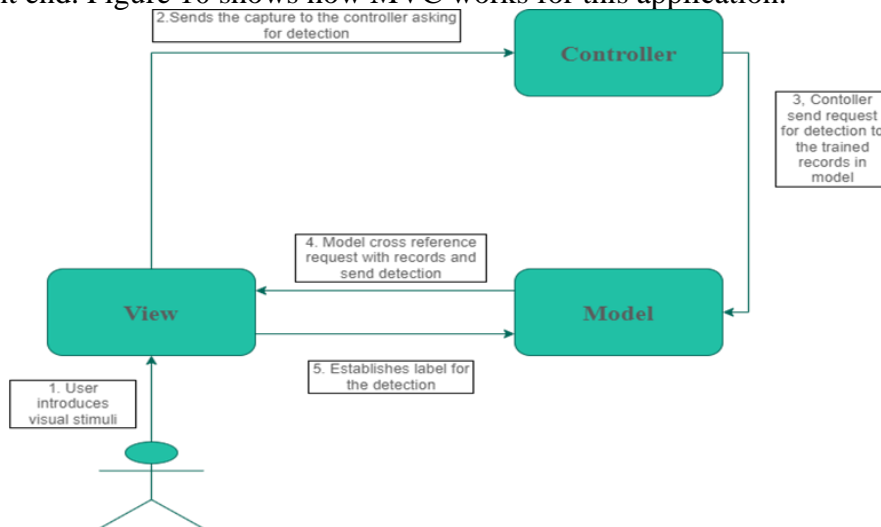 nt end. Figure 10 shows how MVC works for this application.
2.Sends the capture to the controller asking
for detection
Controller
3, Contoller
send request
for detection to
the trained
records in
model
4. Model cross reference
request with records and
send detection
View
Model
5. Establishes label for
the detection
1. User
introduces
visual stimuli